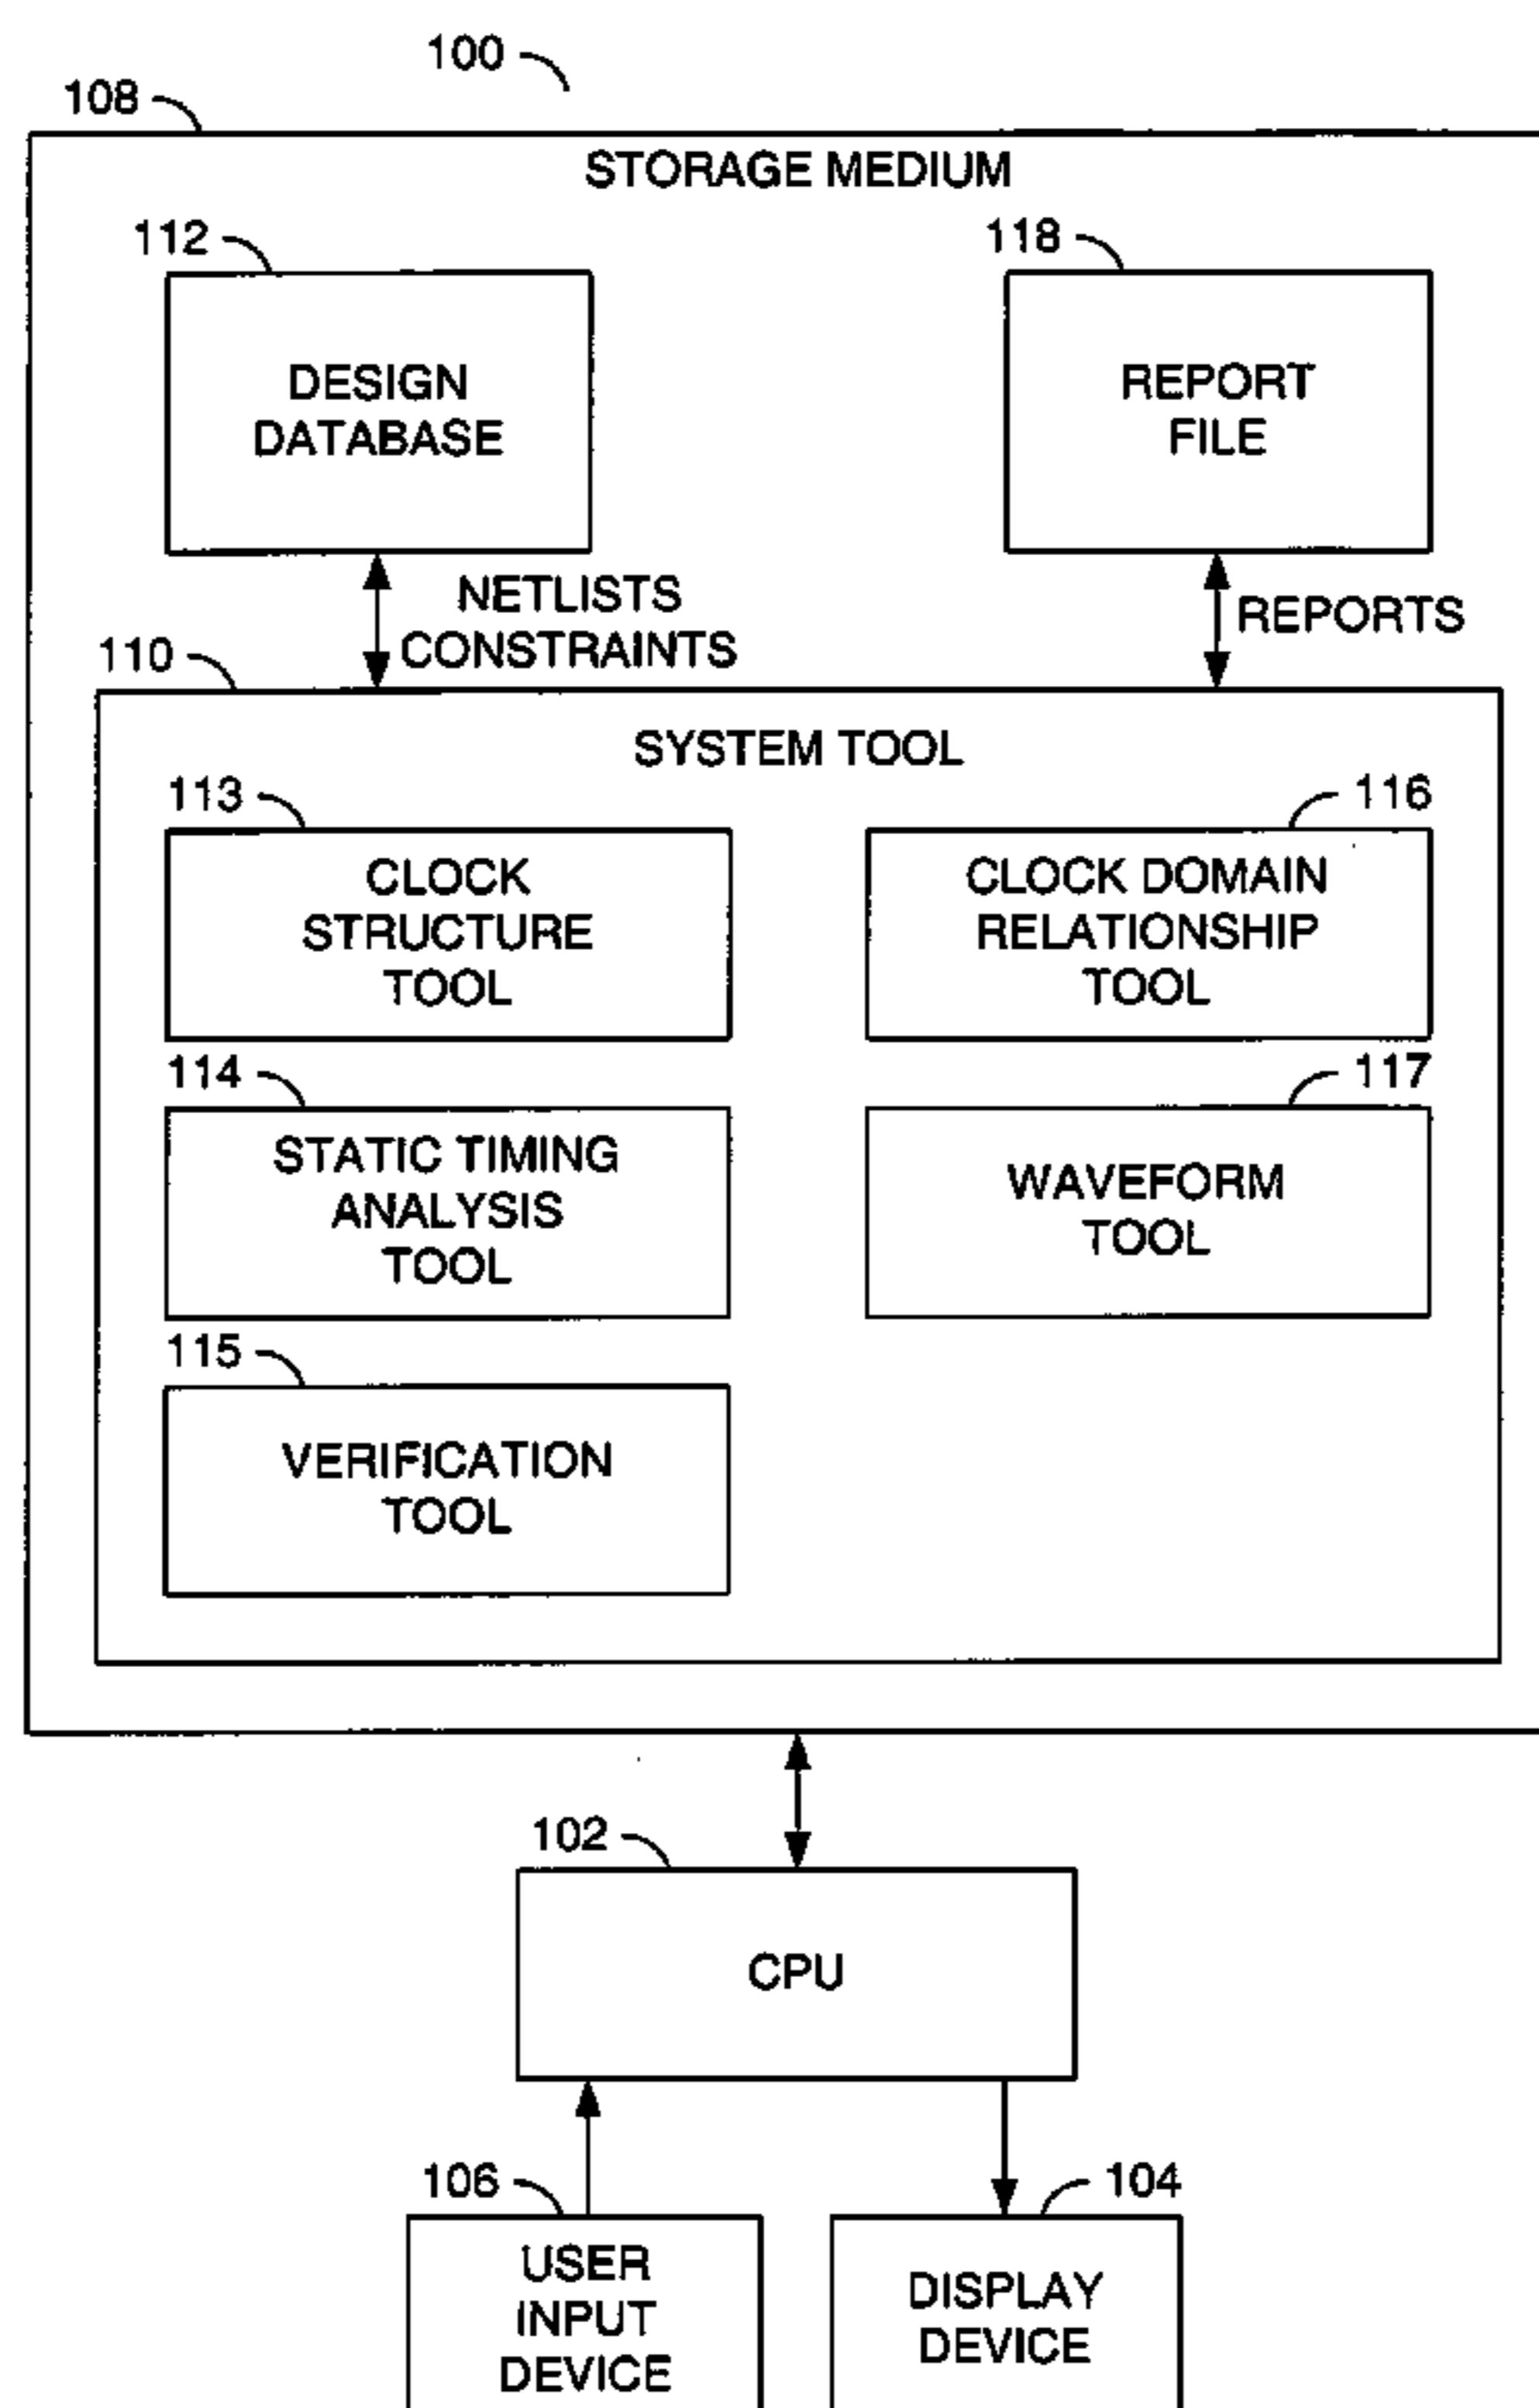 100
108
STORAGE MEDIUM
112
118
DESIGN
DATABASE
REPORT
FILE
NETLISTS
CONSTRAINTS
REPORTS
110
SYSTEM TOOL
113
116
CLOCK
STRUCTURE
TOOL
CLOCK DOMAIN
RELATIONSHIP
TOOL
114
117
STATIC TIMING
ANALYSIS
TOOL
WAVEFORM
TOOL
115
VERIFICATION
TOOL
102
CPU
106
104
USER
INPUT
DEVICE
DISPLAY
DEVICE